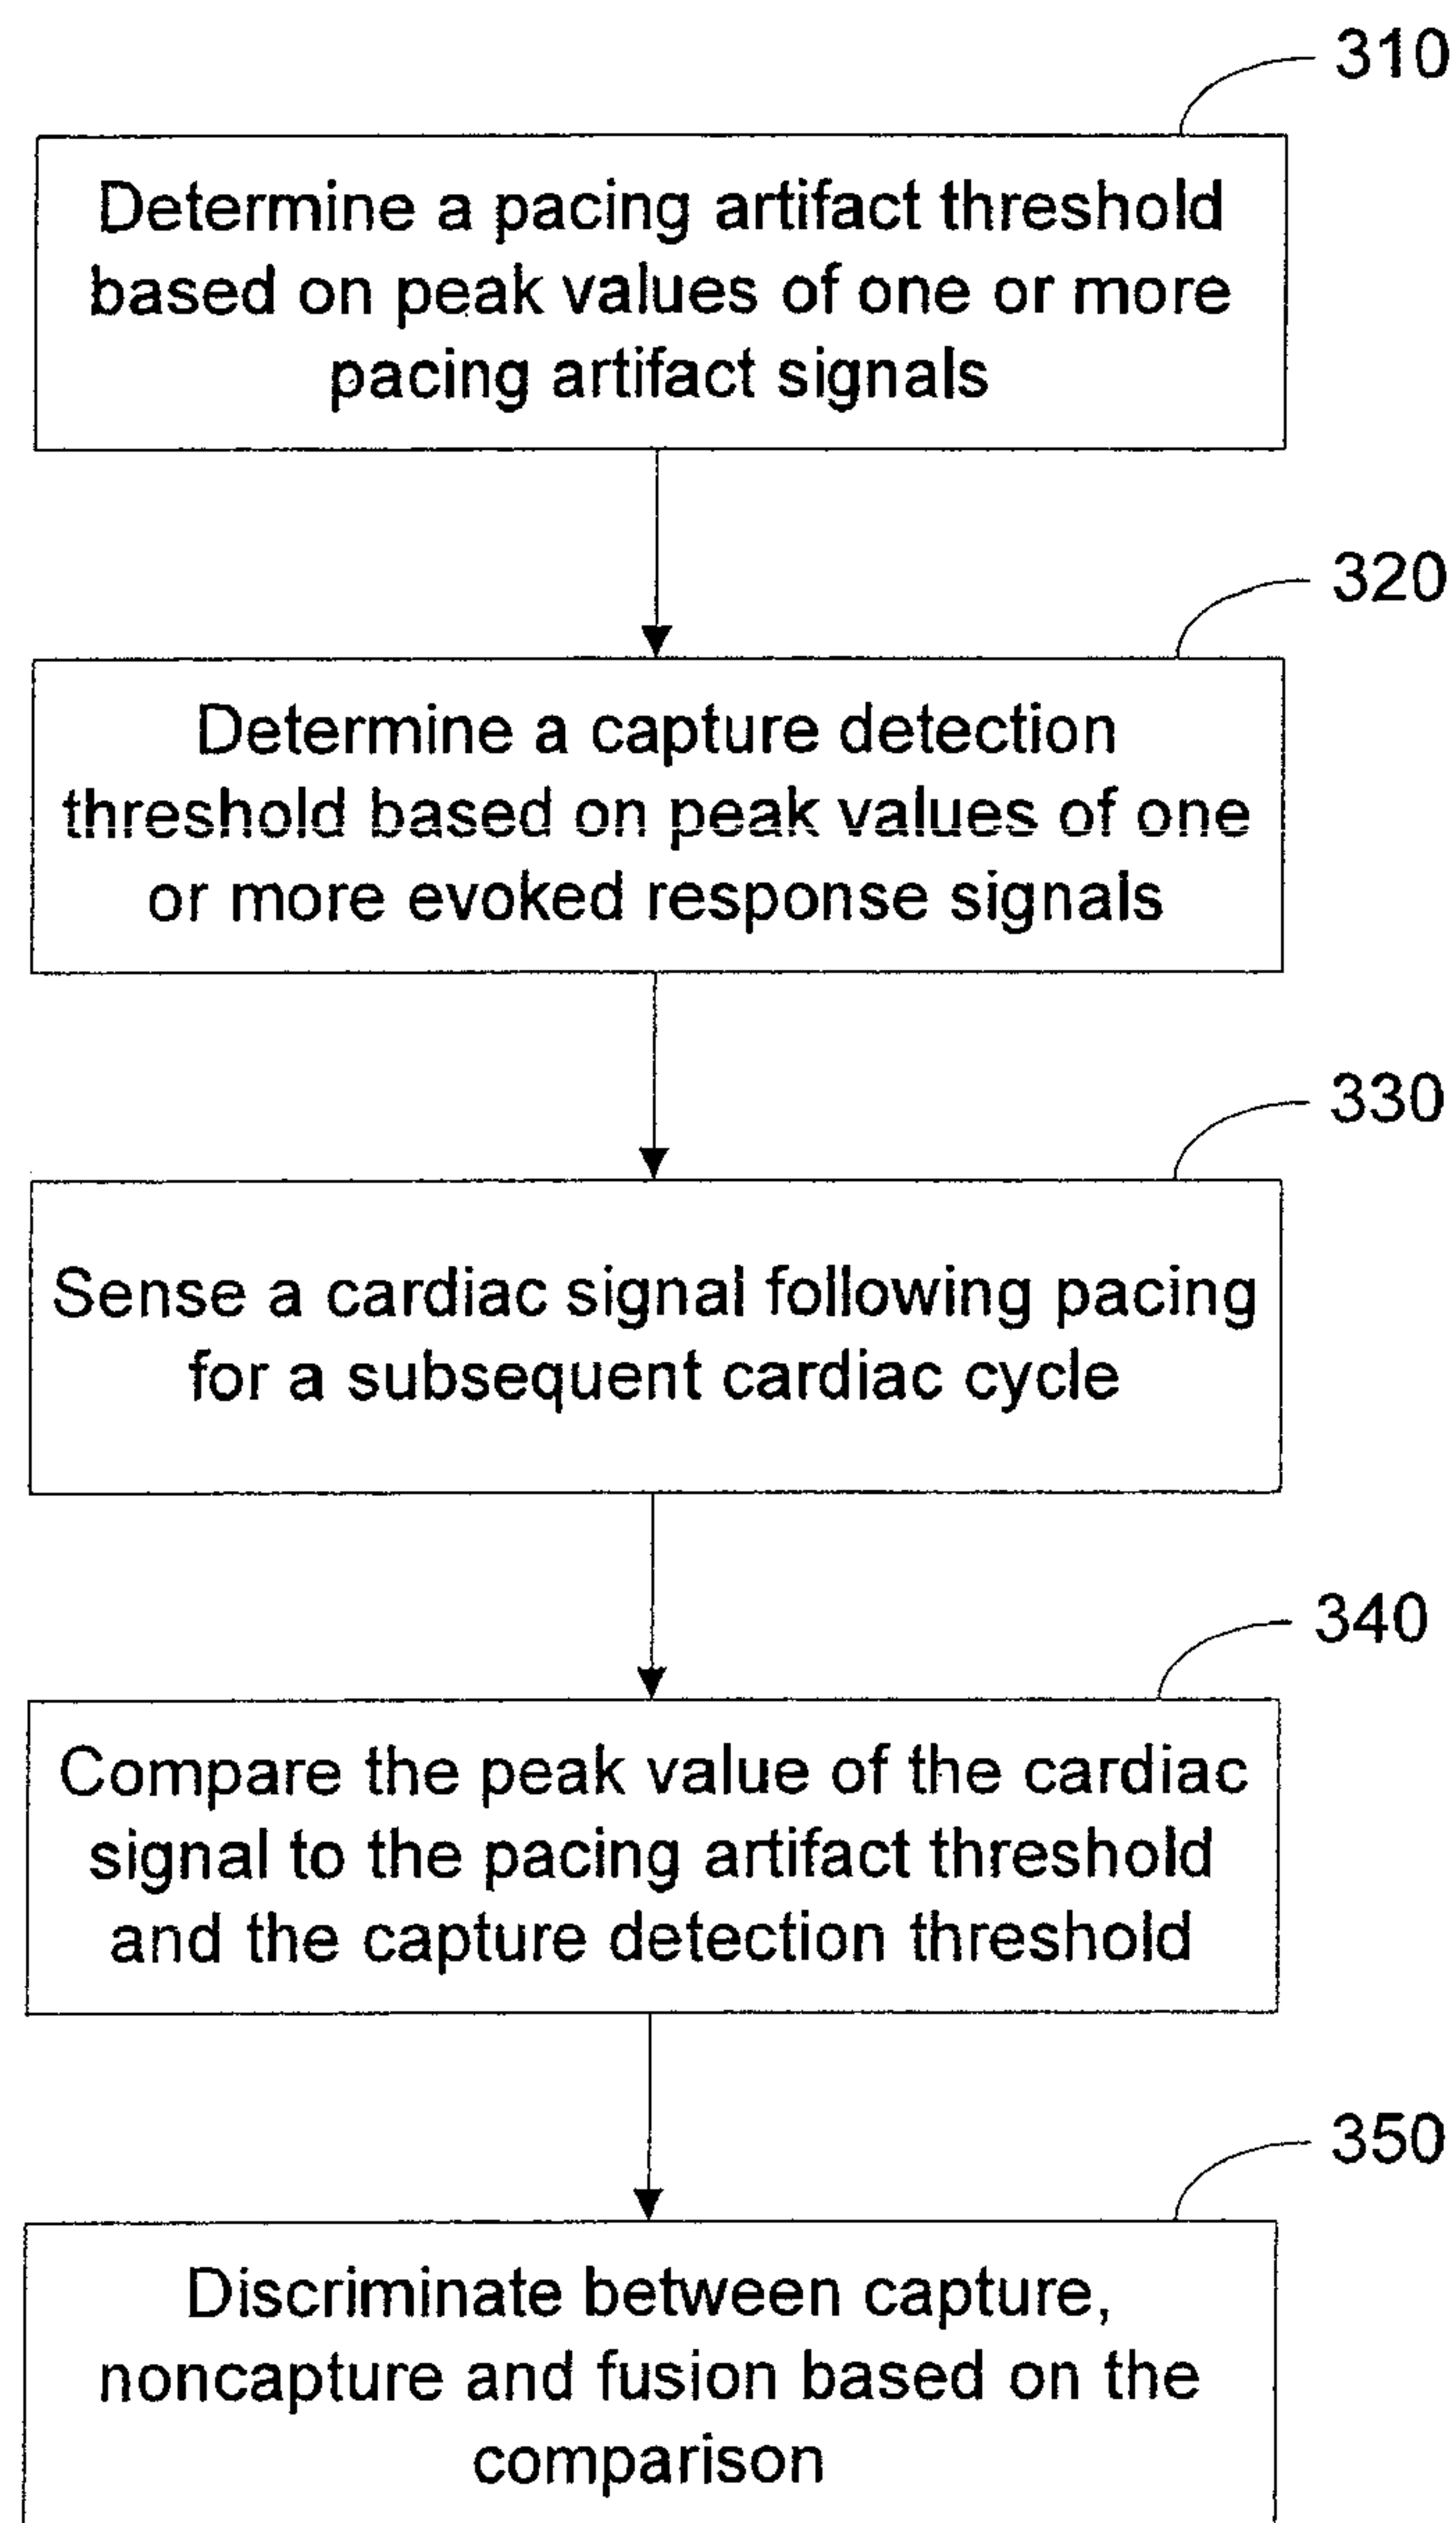 310
Determine a pacing artifact threshold
based on peak values of one or more
pacing artifact signals
320
Determine a capture detection
threshold based on peak values of one
or more evoked response signals
330
Sense a cardiac signal following pacing
for a subsequent cardiac cycle
340
Compare the peak value of the cardiac
signal to the pacing artifact threshold
and the capture detection threshold
350
Discriminate between capture,
noncapture and fusion based on the
comparison